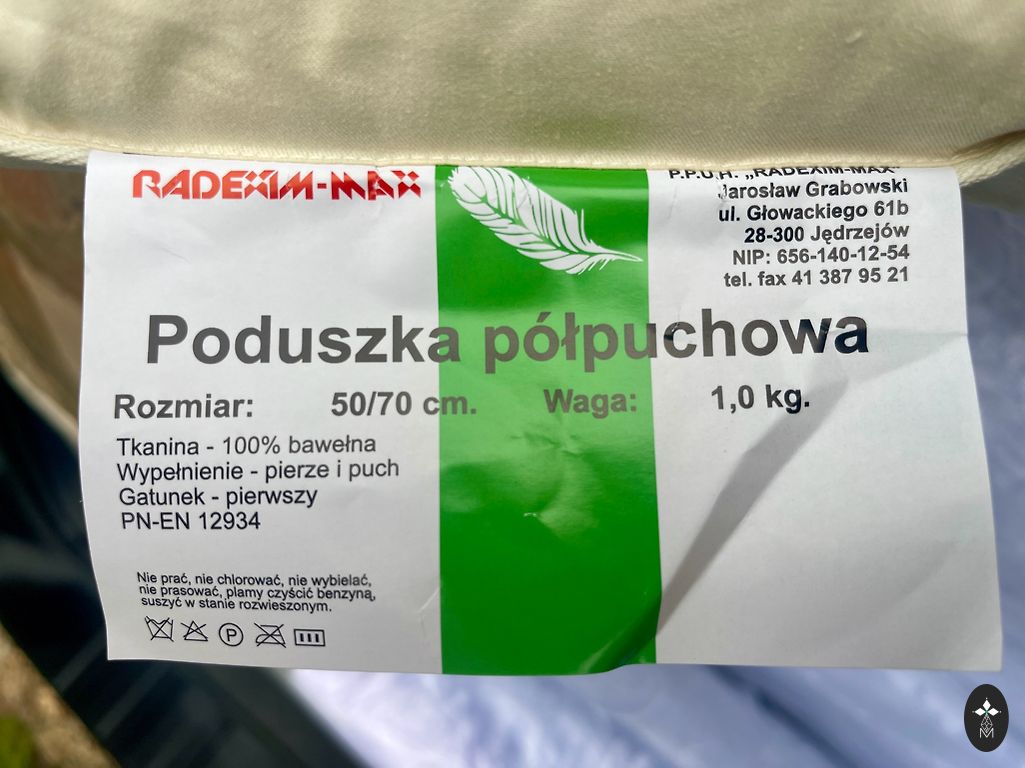 RADEXIM-MAX
P.P.U.H. „RADEXIM-MAX"
Jarosław Grabowski
ul. Głowackiego 61b
28-300 Jędrzejów
NIP: 656-140-12-54
tel. fax 41 387 95 21
Poduszka półpuchowa
Rozmiar: 50/70 cm. Waga: 1,0 kg.
Tkanina - 100% bawełna
Wypełnienie - pierze i puch
Gatunek - pierwszy
PN-EN 12934
Nie prać, nie chlorować, nie wybielać,
nie prasować, plamy czyścić benzyną,
suszyć w stanie rozwieszonym.
P
M